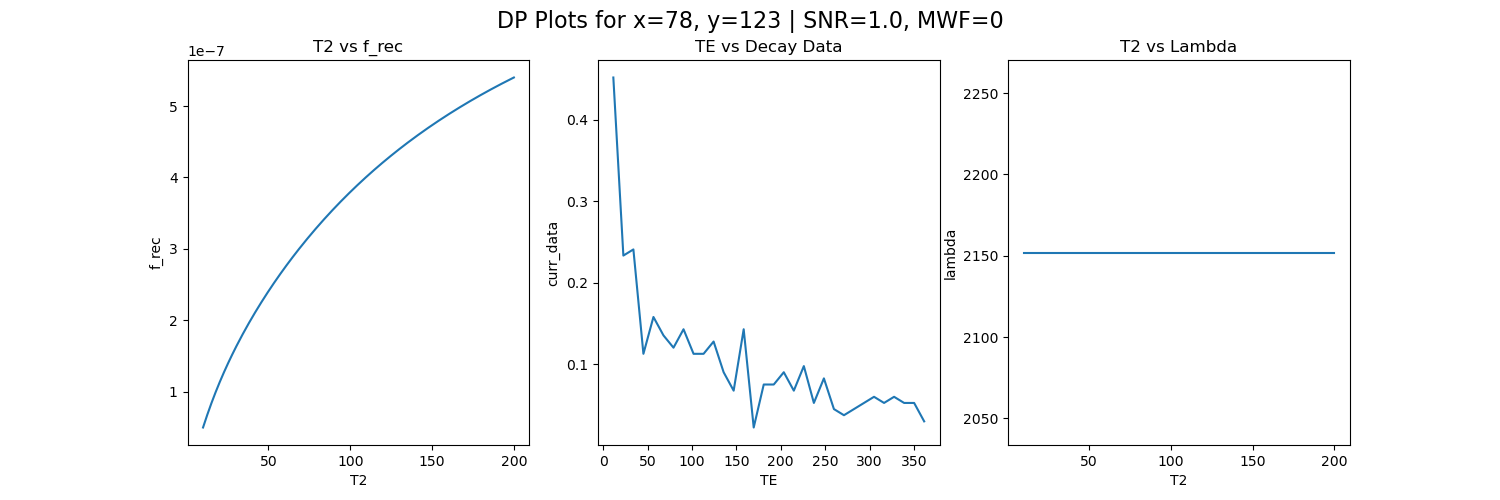 DP Plots for x=78, y=123 | SNR=1.0, MWF=0
T2 vs f_rec
1e−7
5
4
3
2
1
f_rec
50 100 150 200
T2
TE vs Decay Data
0.4
0.3
0.2
0.1
curr_data
0 50 100 150 200 250 300 350
TE
T2 vs Lambda
2250
2200
2150
2100
2050
lambda
50 100 150 200
T2